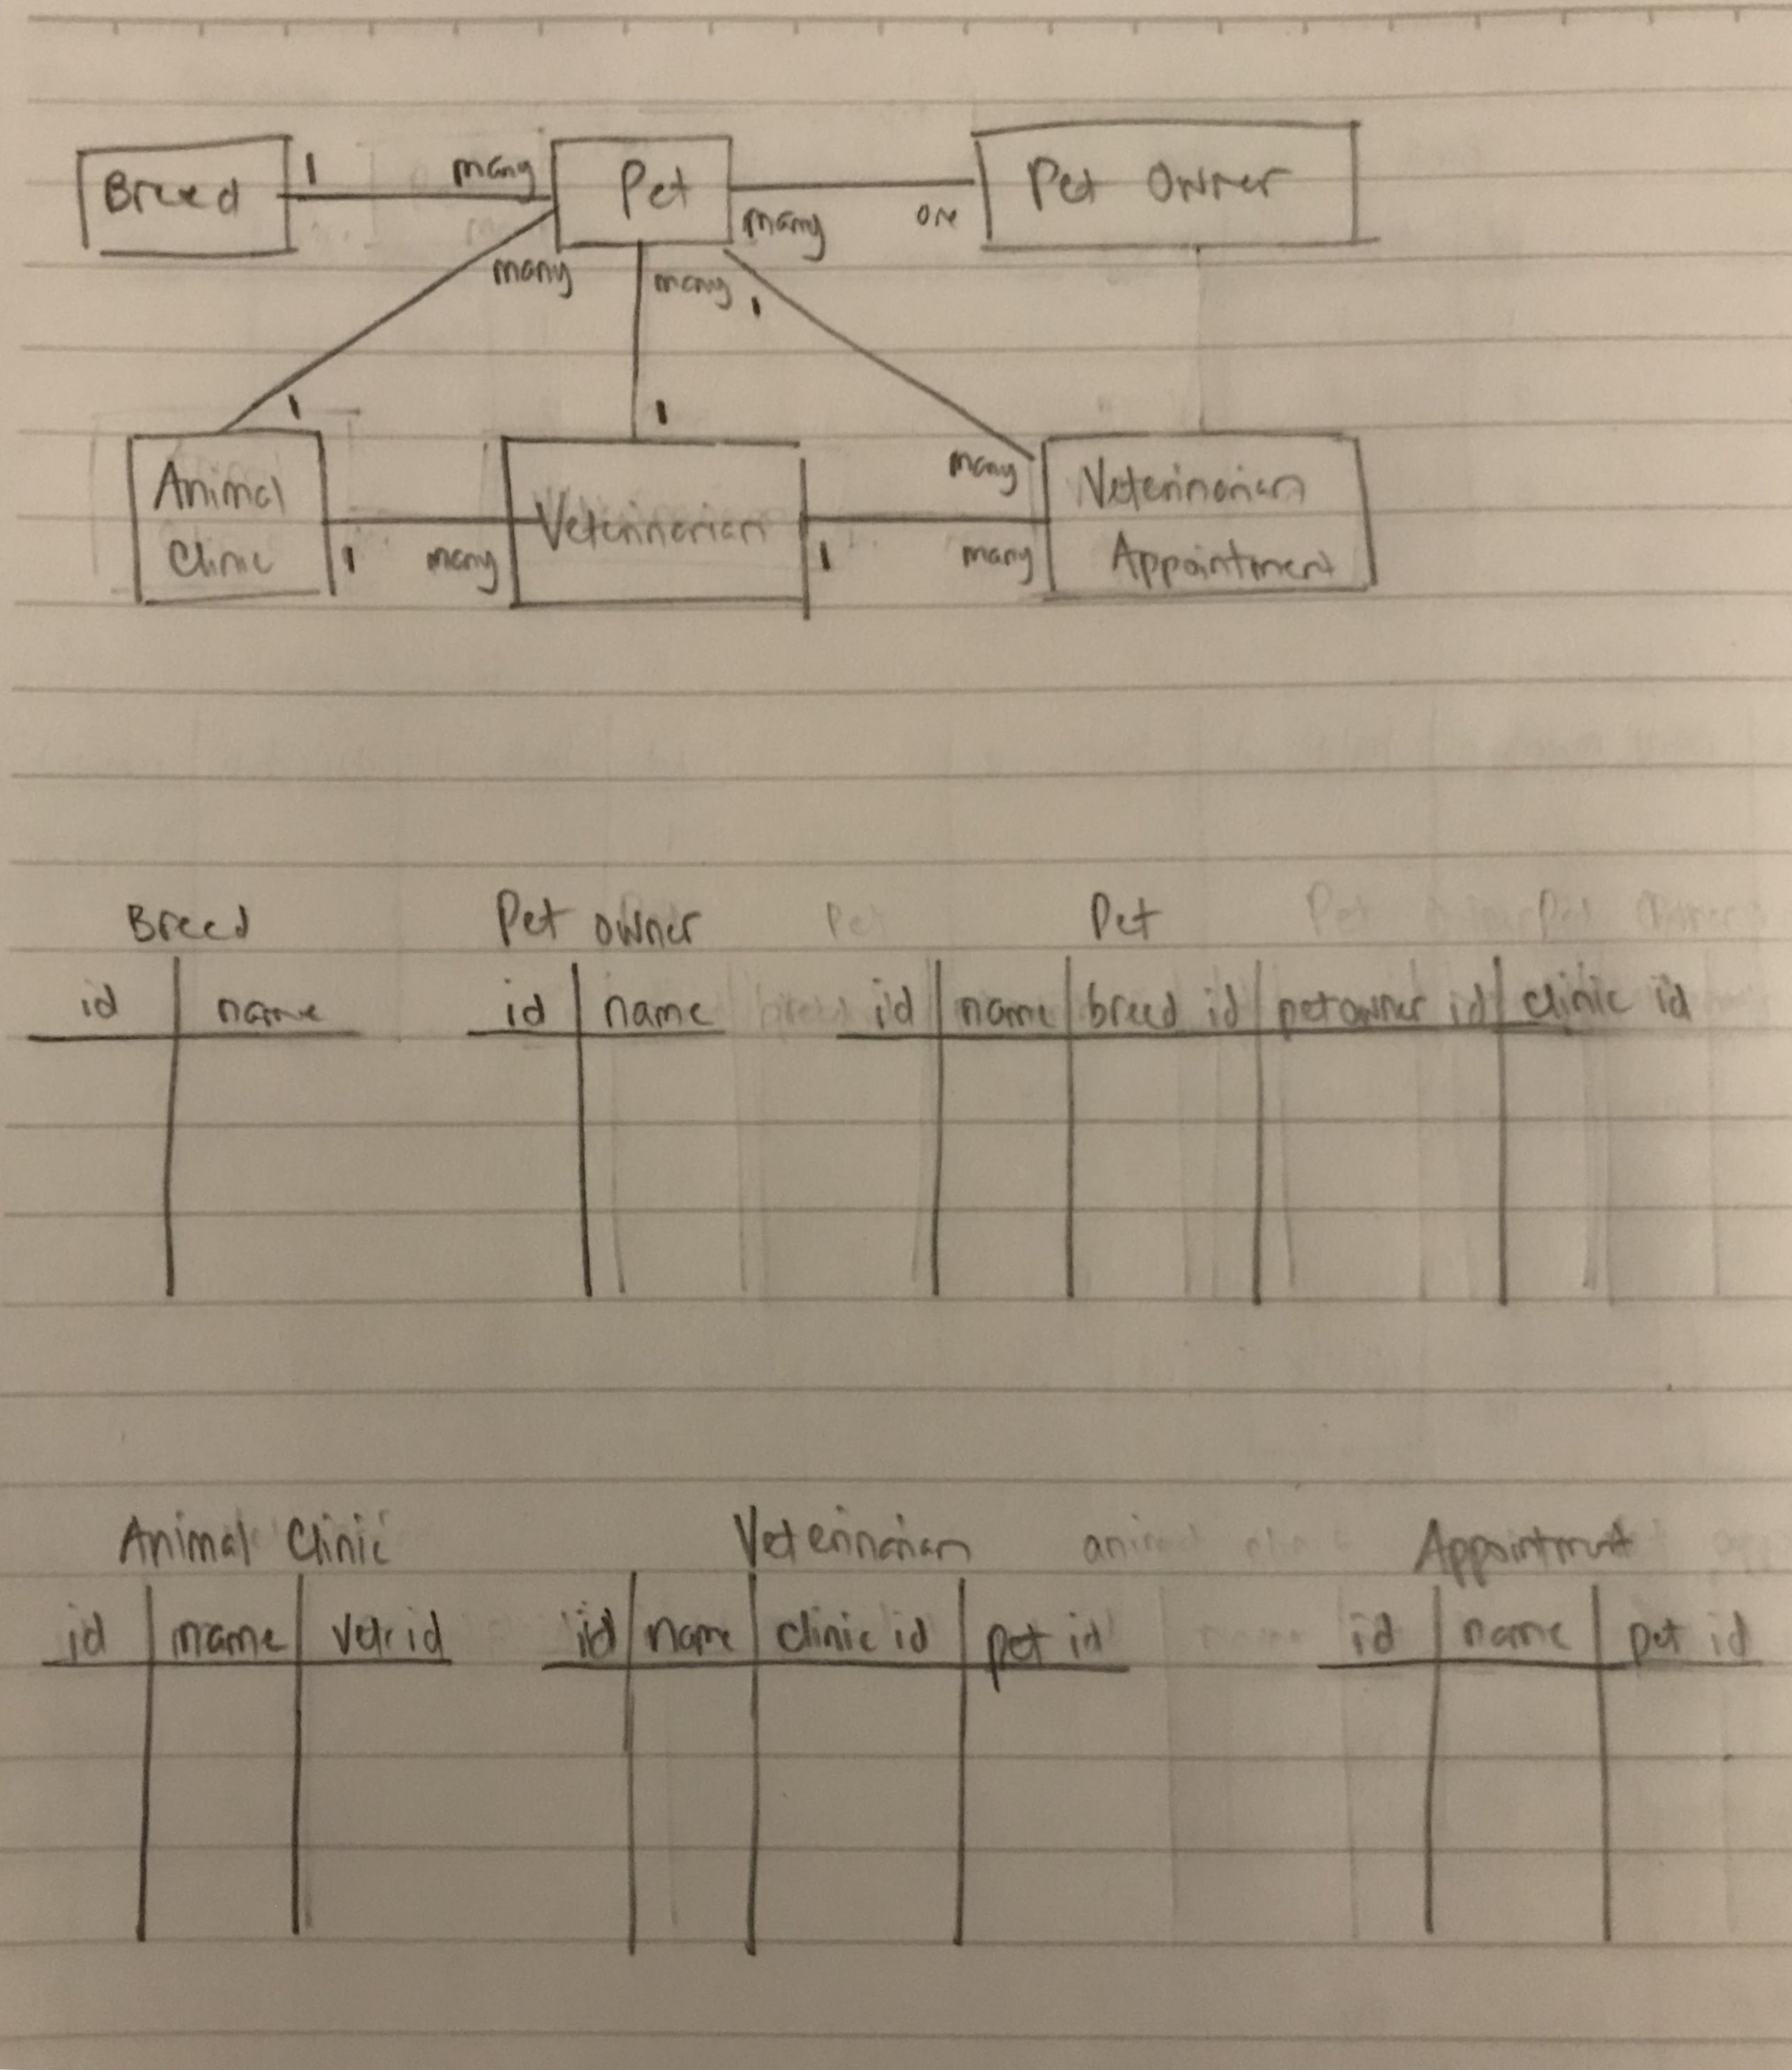 Breed 1 many Pet many one Pet Owner
many many 1
1 1 many
Animal Clinic 1 many Veterinarian 1 many Veterinarian Appointment
Breed Pet owner Pet
id name id name id name breed id petowner id clinic id
Animal Clinic Veterinarian Appointment
id name id name clinic id pet id id name pet id